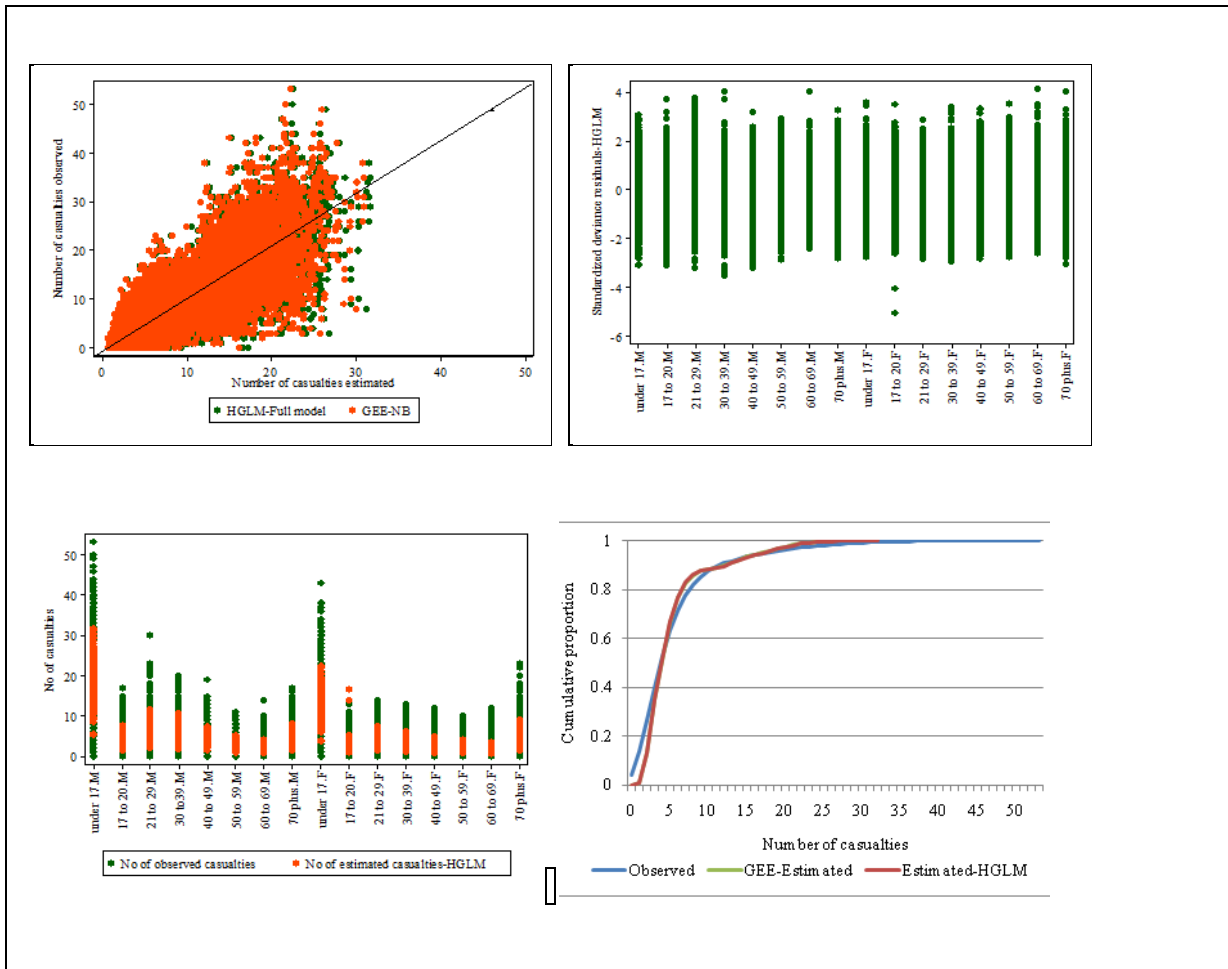 50
40
30
20
10
0
Number of casualties observed
0 10 20 30 40 50
Number of casualties estimated
HGLM-Full model GEE-NB
4
2
0
-2
-4
-6
Standardized deviance residuals-HGLM
under 17.M
17 to 20.M
21 to 29.M
30 to 39.M
40 to 49.M
50 to 59.M
60 to 69.M
70 plus.M
under 17.F
17 to 20.F
21 to 29.F
30 to 39.F
40 to 49.F
50 to 59.F
60 to 69.F
70 plus.F
50
40
30
20
10
0
No of casualties
under 17.M
17 to 20.M
21 to 29.M
30 to39.M
40 to 49.M
50 to 59.M
60 to 69.M
70 plus.M
under 17.F
17 to 20.F
21 to 29.F
30 to 39.F
40 to 49.F
50 to 59.F
60 to 69.F
70 plus.F
No of observed casualties No of estimated casualties-HGLM
1
0.8
0.6
0.4
0.2
0
Cumulative proportion
0 5 10 15 20 25 30 35 40 45 50
Number of casualties
Observed GEE-Estimated Estimated-HGLM